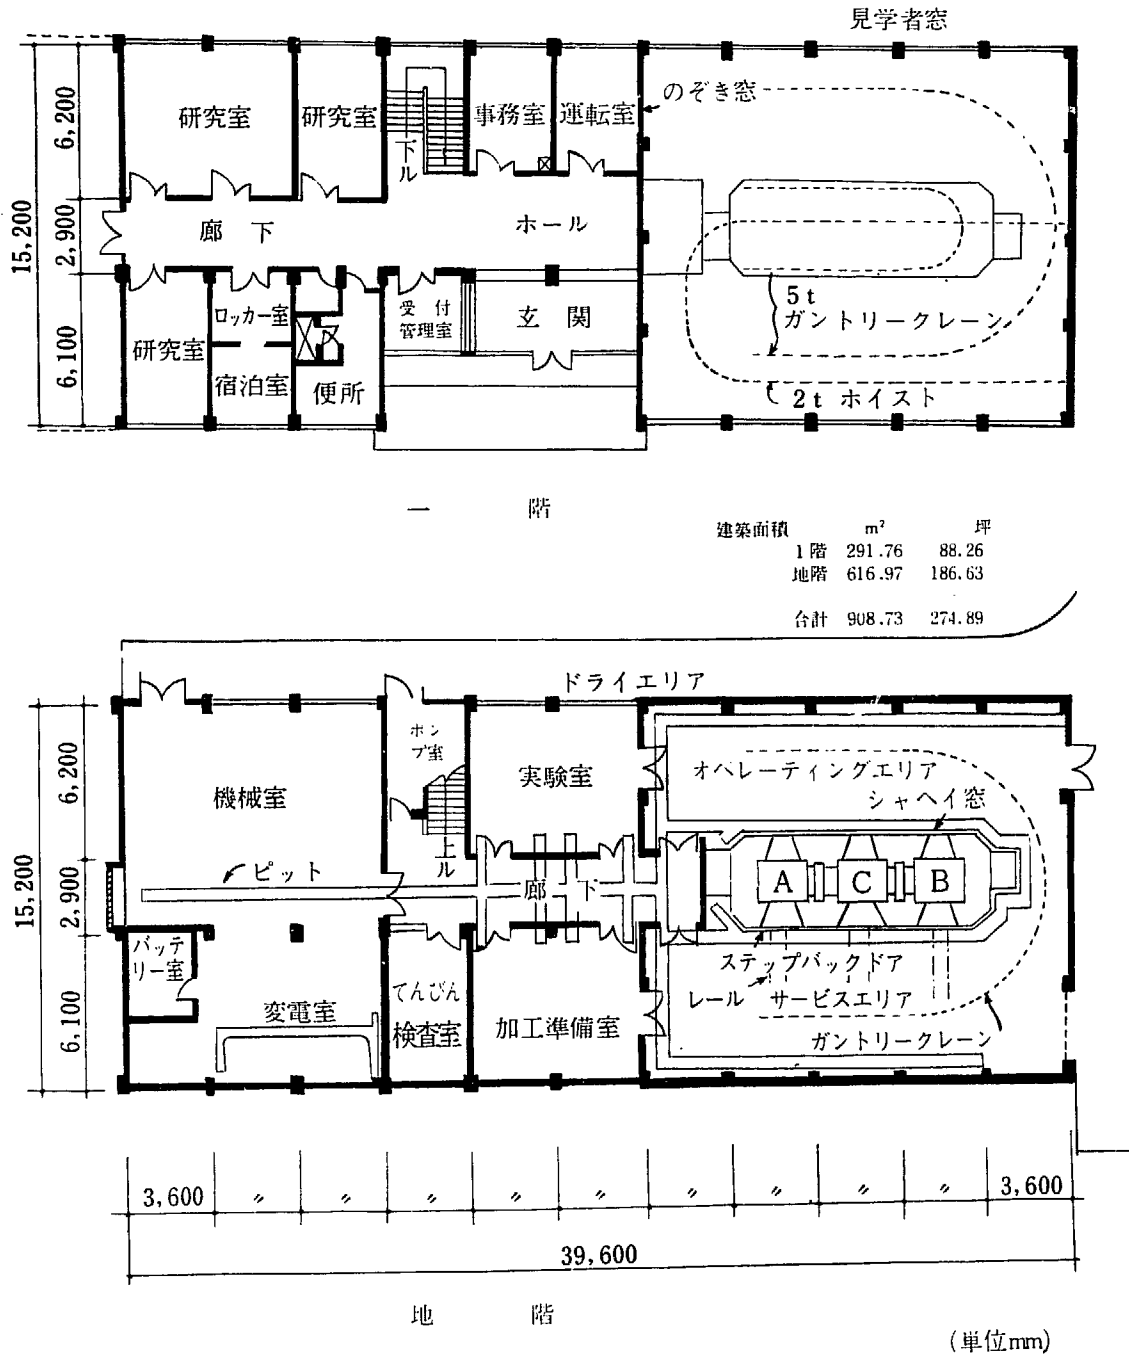 見学者窓
のぞき窓
研究室
研究室
事務室
運転室
下ル
6,200
2,900
6,100
15,200
廊下
ホール
ロッカー室
研究室
宿泊室
便所
受付
管理室
玄関
5t
ガントリークレーン
2t ホイスト
一階
建築面積 m² 坪
1階 291.76 88.26
地階 616.97 186.63
合計 908.73 274.89
ドライエリア
ポンプ室
機械室
実験室
オペレーティングエリア
シャヘイ窓
上ル
ピット
廊下
A
C
B
6,200
2,900
6,100
15,200
バッテリー室
変電室
てんびん
検査室
加工準備室
ステップバックドア
レール
サービスエリア
ガントリークレーン
3,600 〃 〃 〃 〃 〃 〃 〃 〃 〃 3,600
39,600
地階
(単位mm)